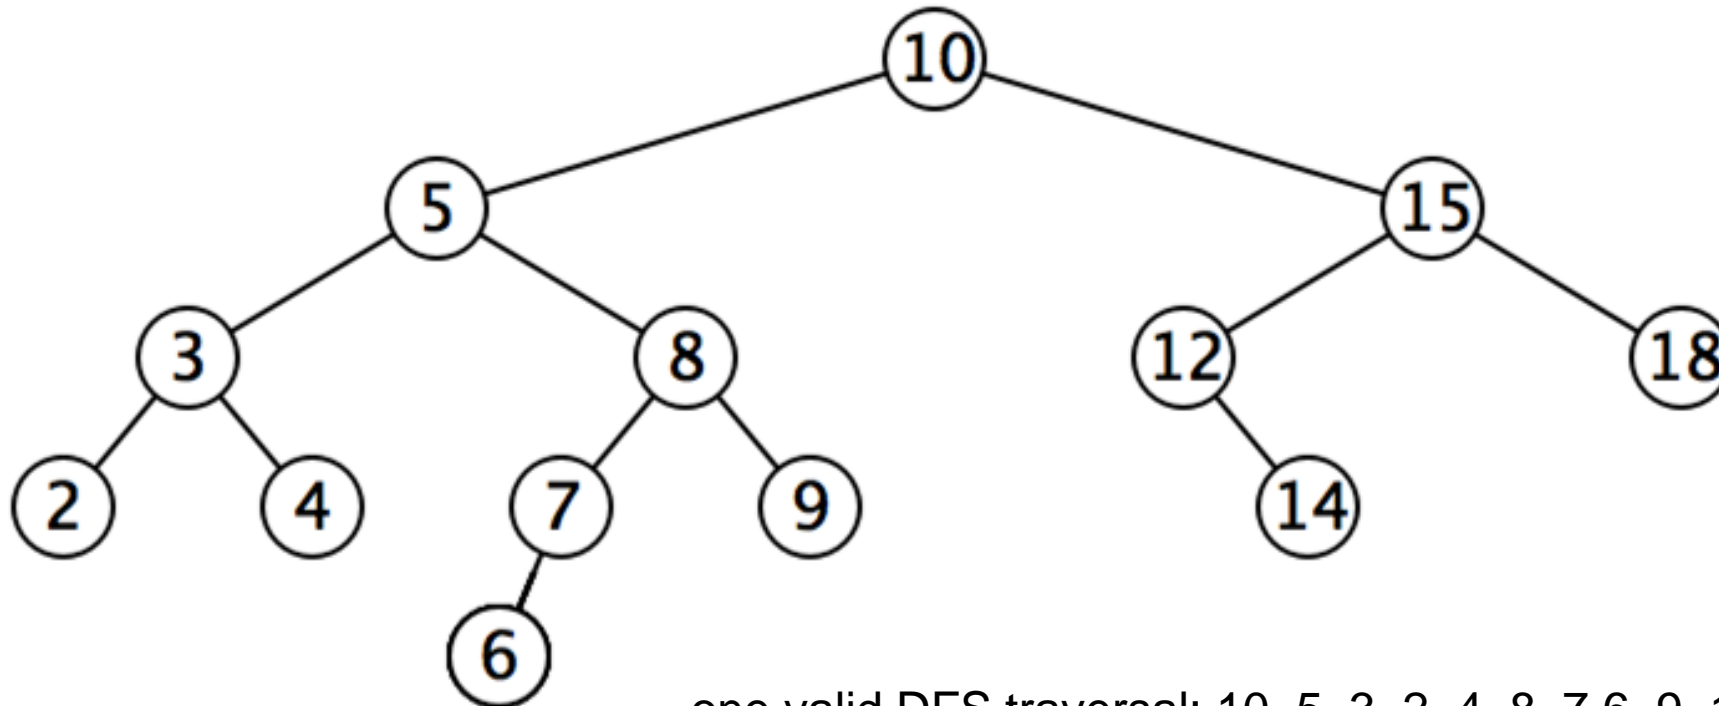 10
5 15
3 8 12 18
2 4 7 9 14
6
one valid DFS traversal: 10, 5, 3, 2, 4, 8, 7,6, 9,